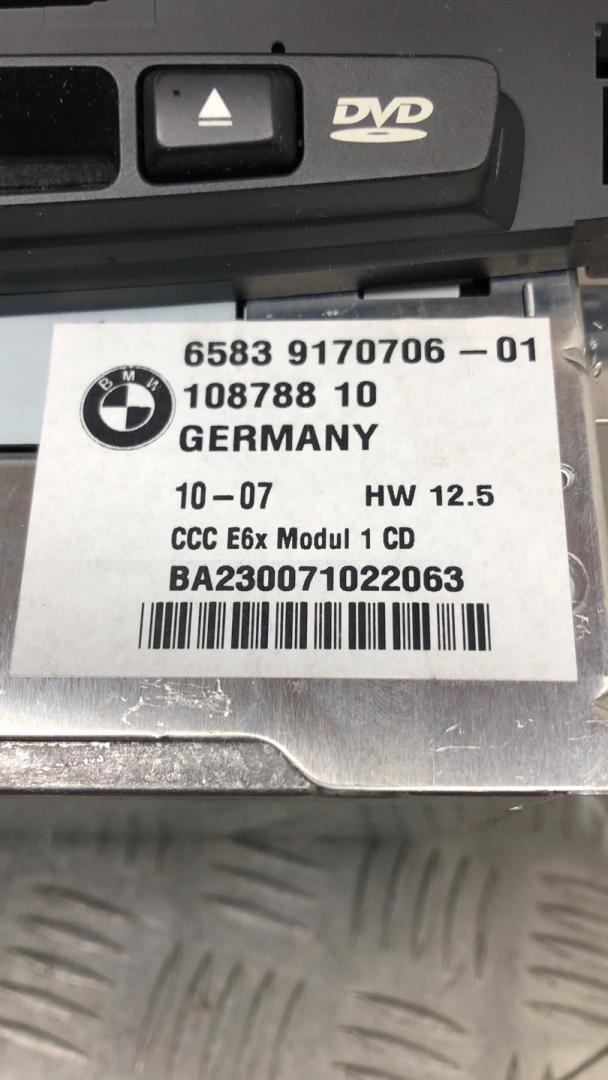 DVD
6583 9170706-01
BMW
108788 10
GERMANY
10-07 HW 12.5
CCC E6x Modul 1 CD
BA230071022063